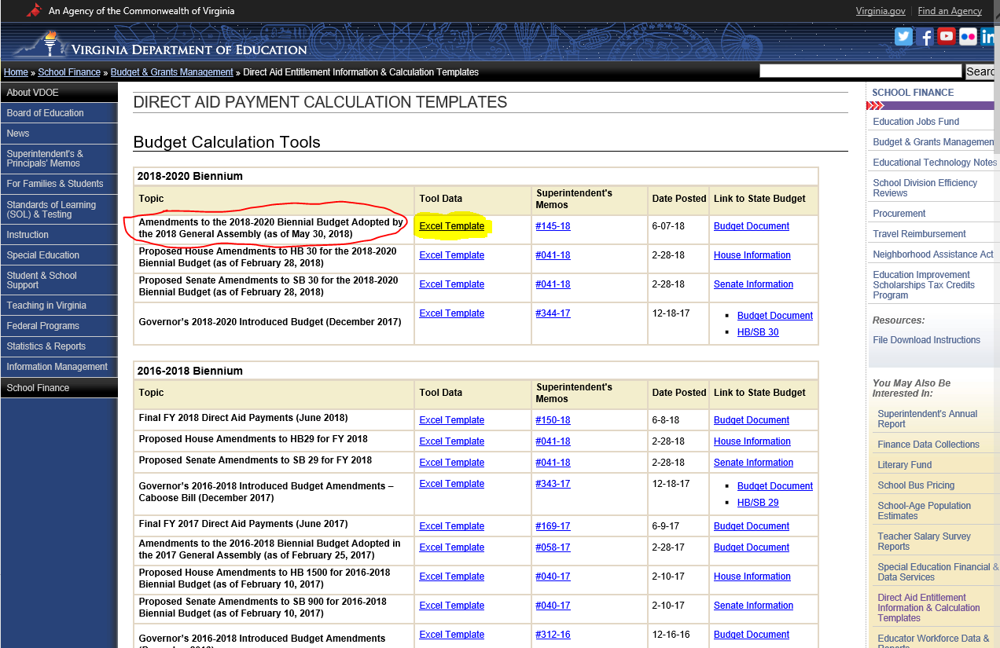 An Agency of the Commonwealth of Virginia
Virginia.gov | Find an Agency
VIRGINIA DEPARTMENT OF EDUCATION
Home » School Finance » Budget & Grants Management » Direct Aid Entitlement Information & Calculation Templates
Searc
About VDOE
Board of Education
News
Superintendent's &
Principals' Memos
For Families & Students
Standards of Learning
(SOL) & Testing
Instruction
Special Education
Student & School
Support
Teaching in Virginia
Federal Programs
Statistics & Reports
Information Management
School Finance
DIRECT AID PAYMENT CALCULATION TEMPLATES
Budget Calculation Tools
2018-2020 Biennium
Topic
Tool Data
Superintendent's
Memos
Date Posted
Link to State Budget
Amendments to the 2018-2020 Biennial Budget Adopted by
the 2018 General Assembly (as of May 30, 2018)
Excel Template
#145-18
6-07-18
Budget Document
Proposed House Amendments to HB 30 for the 2018-2020
Biennial Budget (as of February 28, 2018)
Excel Template
#041-18
2-28-18
House Information
Proposed Senate Amendments to SB 30 for the 2018-2020
Biennial Budget (as of February 28, 2018)
Excel Template
#041-18
2-28-18
Senate Information
Governor's 2018-2020 Introduced Budget (December 2017)
Excel Template
#344-17
12-18-17
Budget Document
HB/SB 30
2016-2018 Biennium
Topic
Tool Data
Superintendent's
Memos
Date Posted
Link to State Budget
Final FY 2018 Direct Aid Payments (June 2018)
Excel Template
#150-18
6-8-18
Budget Document
Proposed House Amendments to HB29 for FY 2018
Excel Template
#041-18
2-28-18
House Information
Proposed Senate Amendments to SB 29 for FY 2018
Excel Template
#041-18
2-28-18
Senate Information
Governor's 2016-2018 Introduced Budget Amendments –
Caboose Bill (December 2017)
Excel Template
#343-17
12-18-17
Budget Document
HB/SB 29
Final FY 2017 Direct Aid Payments (June 2017)
Excel Template
#169-17
6-9-17
Budget Document
Amendments to the 2016-2018 Biennial Budget Adopted in
the 2017 General Assembly (as of February 25, 2017)
Excel Template
#058-17
2-28-17
Budget Document
Proposed House Amendments to HB 1500 for 2016-2018
Biennial Budget (as of February 10, 2017)
Excel Template
#040-17
2-10-17
House Information
Proposed Senate Amendments to SB 900 for 2016-2018
Biennial Budget (as of February 10, 2017)
Excel Template
#040-17
2-10-17
Senate Information
Governor's 2016-2018 Introduced Budget Amendments
Excel Template
#312-16
12-16-16
Budget Document
SCHOOL FINANCE
Education Jobs Fund
Budget & Grants Managemen
Educational Technology Notes
School Division Efficiency
Reviews
Procurement
Travel Reimbursement
Neighborhood Assistance Act
Education Improvement
Scholarships Tax Credits
Program
Resources:
File Download Instructions
You May Also Be
Interested In:
Superintendent's Annual
Report
Finance Data Collections
Literary Fund
School Bus Pricing
School-Age Population
Estimates
Teacher Salary Survey
Reports
Special Education Financial &
Data Services
Direct Aid Entitlement
Information & Calculation
Templates
Educator Workforce Data &